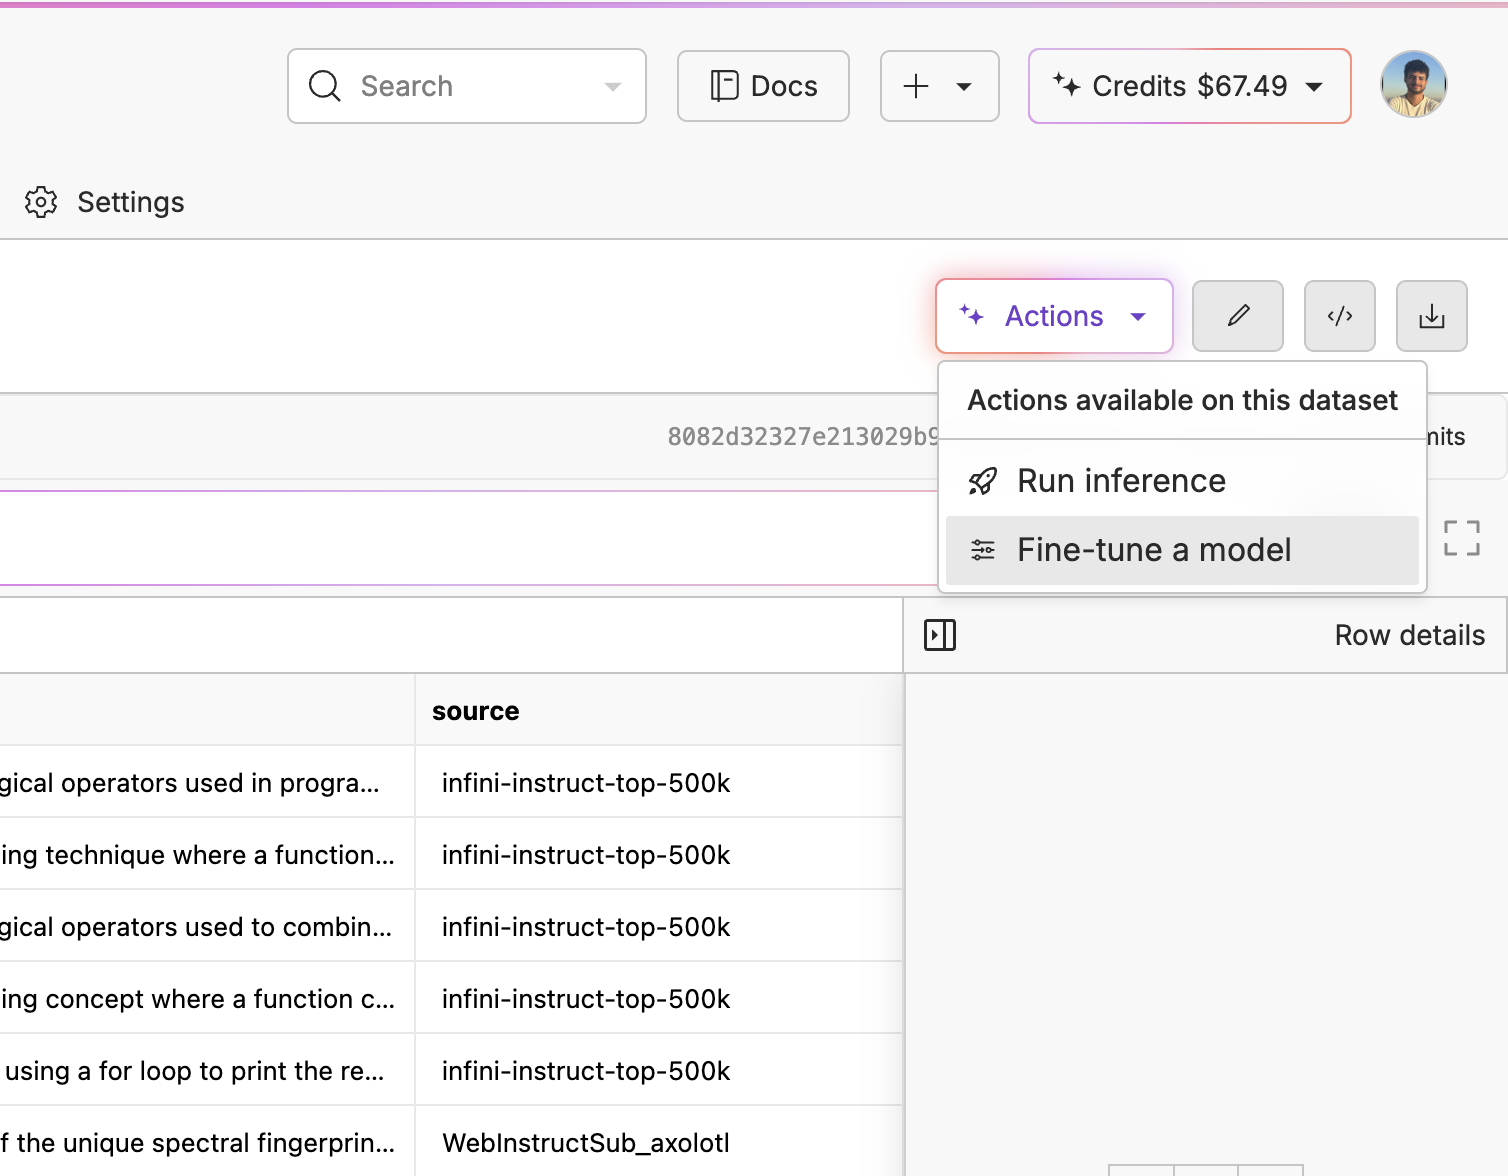 Search
Docs
Credits $67.49
Settings
Actions
Actions available on this dataset
8082d32327e213029b9
mits
Run inference
Fine-tune a model
Row details
source
gical operators used in progra...
infini-instruct-top-500k
ing technique where a function...
infini-instruct-top-500k
gical operators used to combin...
infini-instruct-top-500k
ing concept where a function c...
infini-instruct-top-500k
using a for loop to print the re...
infini-instruct-top-500k
f the unique spectral fingerprin...
WebInstructSub_axolotl